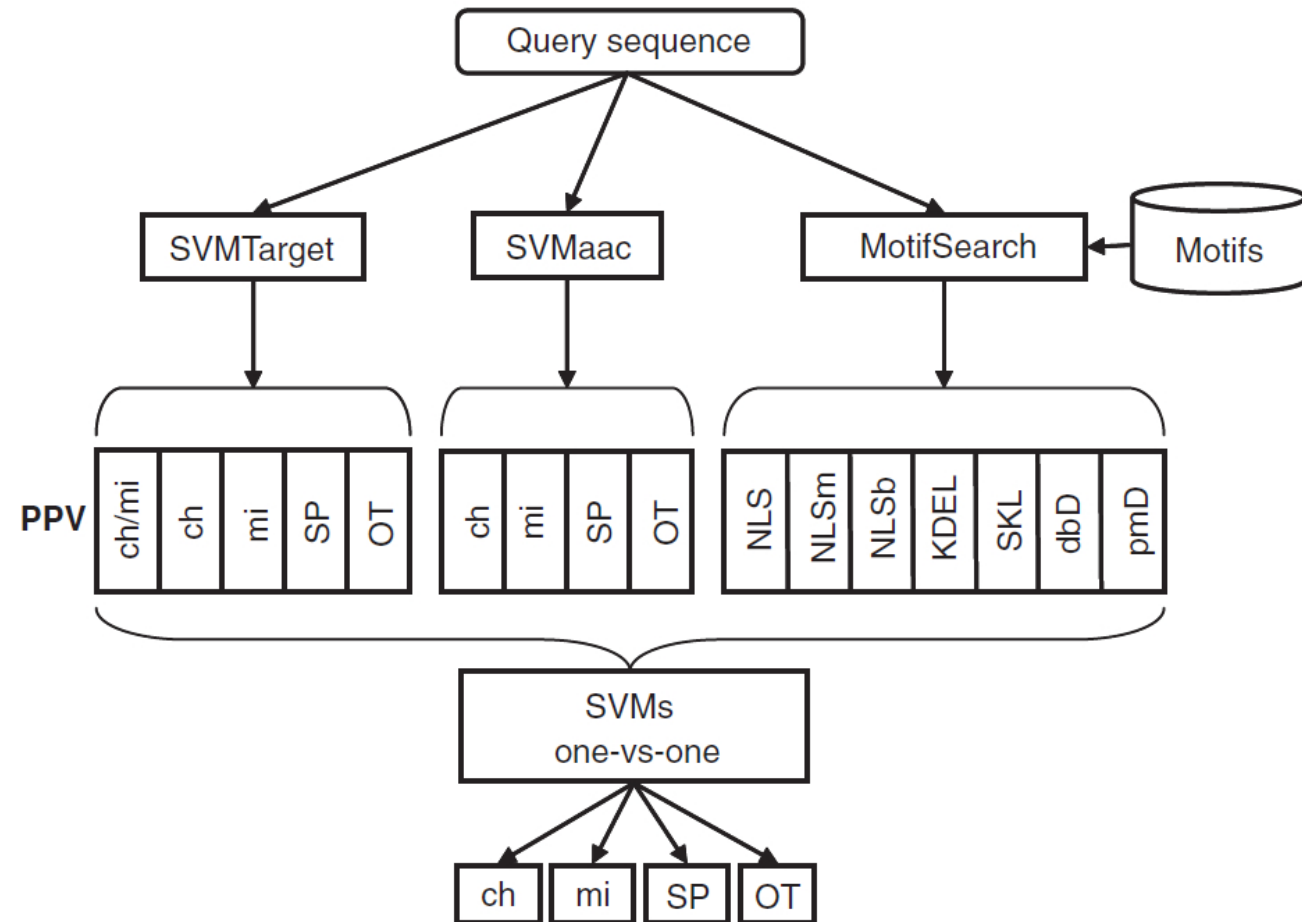 Query sequence
SVMTarget
SVMaac
MotifSearch
Motifs
PPV
ch/mi
ch
mi
SP
OT
ch
mi
SP
OT
NLS
NLSm
NLSb
KDEL
SKL
dbD
pmD
SVMs
one-vs-one
ch
mi
SP
OT